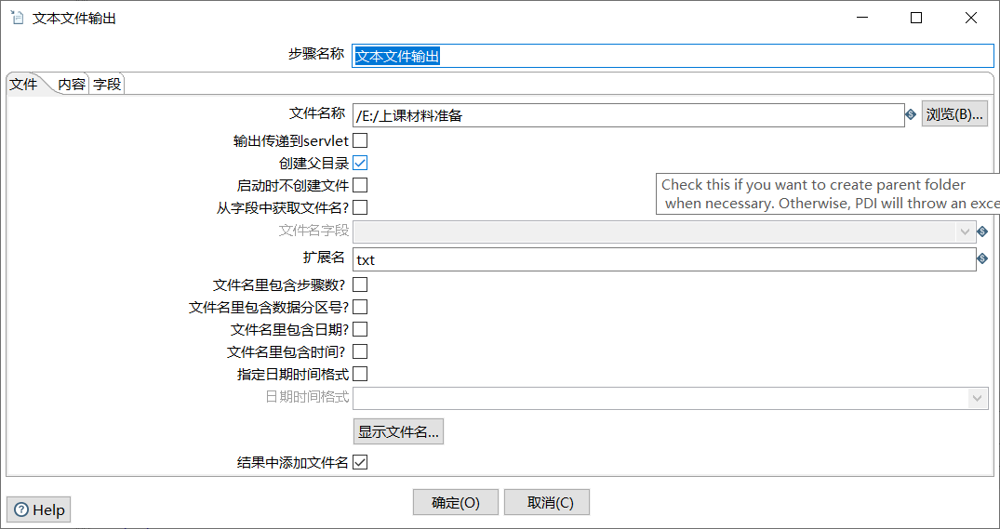 文本文件输出
步骤名称 文本文件输出
文件 内容 字段
文件名称 /E:/上课材料准备 浏览(B)...
输出传递到servlet
创建父目录
启动时不创建文件
Check this if you want to create parent folder
从字段中获取文件名?
when necessary. Otherwise, PDI will throw an exce
文件名字段
扩展名 txt
文件名里包含步骤数?
文件名里包含数据分区号?
文件名里包含日期?
文件名里包含时间?
指定日期时间格式
日期时间格式
显示文件名...
结果中添加文件名
Help 确定(O) 取消(C)